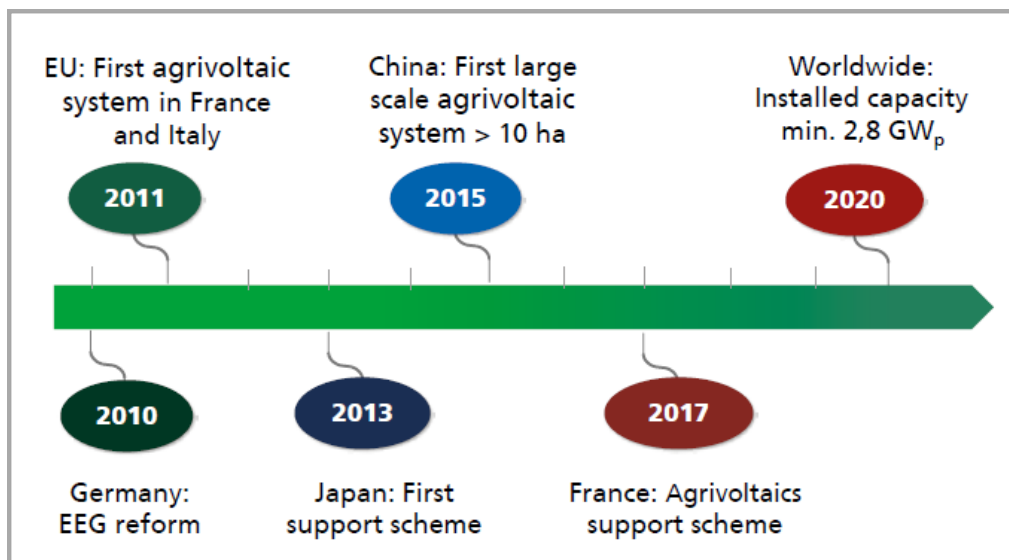 EU: First agrivoltaic
system in France
and Italy
China: First large
scale agrivoltaic
system > 10 ha
Worldwide:
Installed capacity
min. 2,8 GWp
2011
2015
2020
2010
2013
2017
Germany:
EEG reform
Japan: First
support scheme
France: Agrivoltaics
support scheme